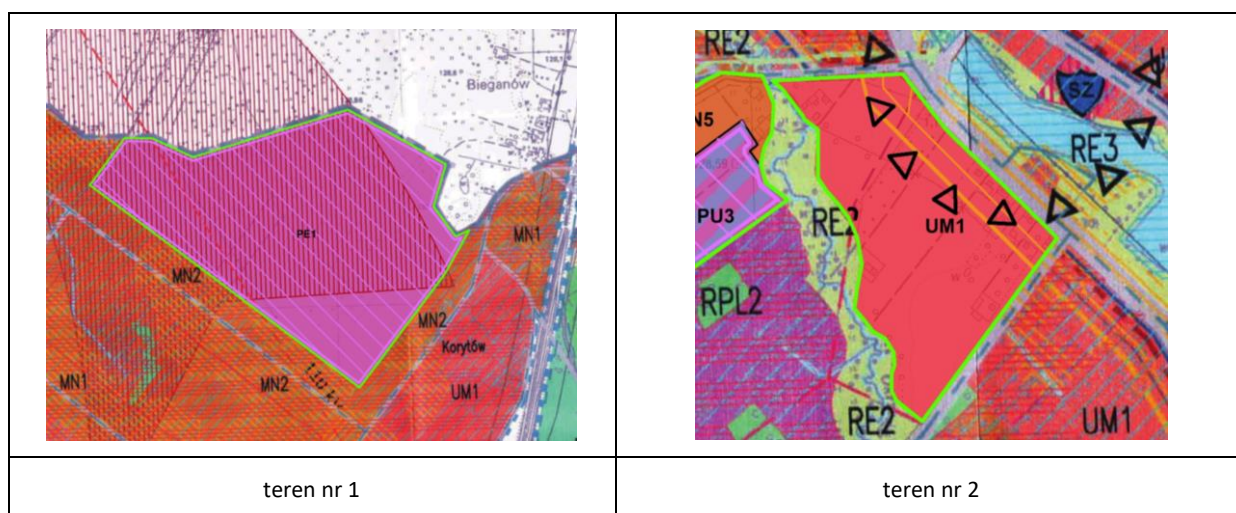 Bieganów
PE1
MN1
MN2
MN2
Korytów
MN1
MN2
UM1
teren nr 1
RE2
SZ
N5
RE3
PU3
RE2
UM1
RPL2
RE2
UM1
teren nr 2